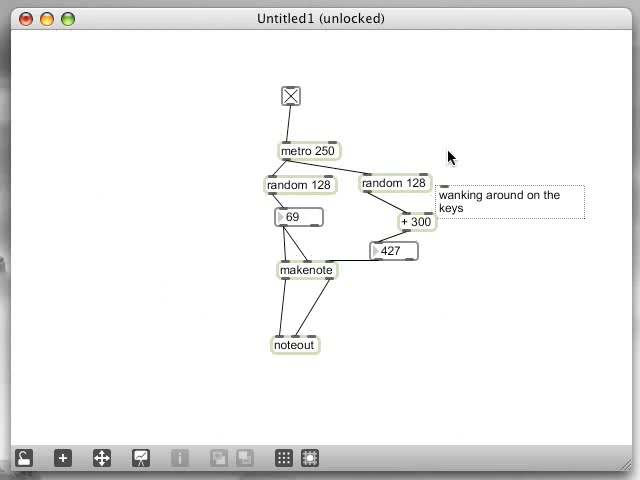 Untitled1 (unlocked)
metro 250
random 128
random 128
wanking around on the
keys
69
+ 300
427
makenote
noteout